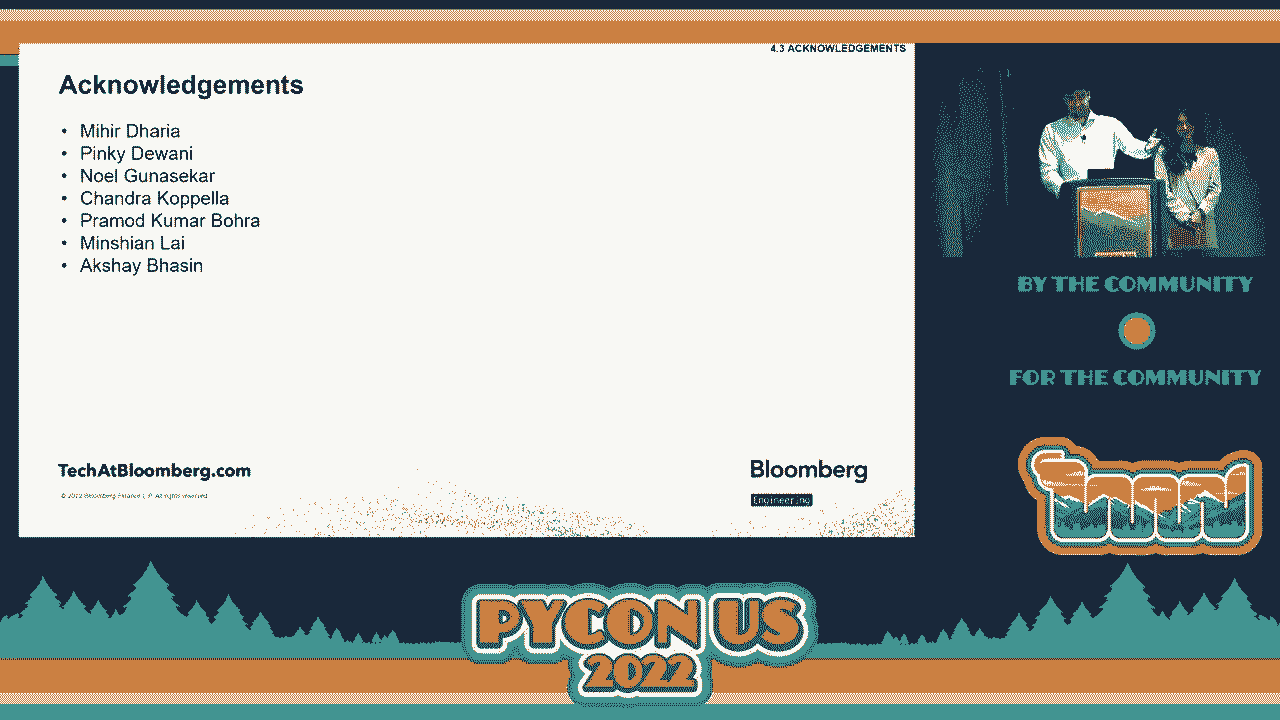 4.3 ACKNOWLEDGEMENTS
Acknowledgements
• Mihir Dharia
• Pinky Dewani
• Noel Gunasekar
• Chandra Koppella
• Pramod Kumar Bohra
• Minshian Lai
• Akshay Bhasin
TechAtBloomberg.com
© 2022 Bloomberg Finance L.P. All rights reserved.
Bloomberg
Engineering
BY THE COMMUNITY
FOR THE COMMUNITY
PYCON US
2022